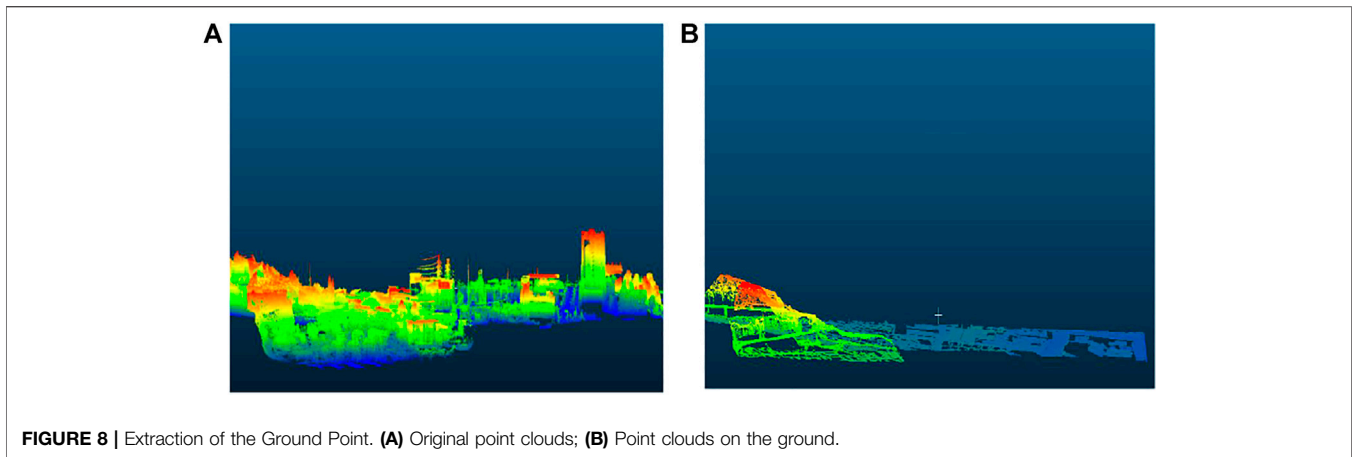 A
B
FIGURE 8 | Extraction of the Ground Point. (A) Original point clouds; (B) Point clouds on the ground.